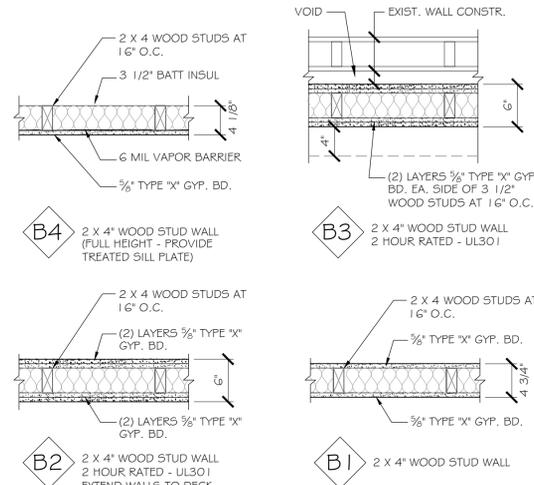 2 X 4 WOOD STUDS AT
16" O.C.
3 1/2" BATT INSUL
4 1/8"
6 MIL VAPOR BARRIER
⅝" TYPE "X" GYP. BD.
B4
2 X 4" WOOD STUD WALL
(FULL HEIGHT - PROVIDE
TREATED SILL PLATE)
VOID
EXIST. WALL CONSTR.
6"
4"
(2) LAYERS ⅝" TYPE "X" GYP
BD. EA. SIDE OF 3 1/2"
WOOD STUDS AT 16" O.C.
B3
2 X 4" WOOD STUD WALL
2 HOUR RATED - UL301
2 X 4 WOOD STUDS AT
16" O.C.
(2) LAYERS ⅝" TYPE "X"
GYP. BD.
6"
(2) LAYERS ⅝" TYPE "X"
GYP. BD.
B2
2 X 4" WOOD STUD WALL
2 HOUR RATED - UL301
EXTEND WALLS TO DECK
2 X 4 WOOD STUDS AT
16" O.C.
⅝" TYPE "X" GYP. BD.
4 3/4"
⅝" TYPE "X" GYP. BD.
B1
2 X 4" WOOD STUD WALL